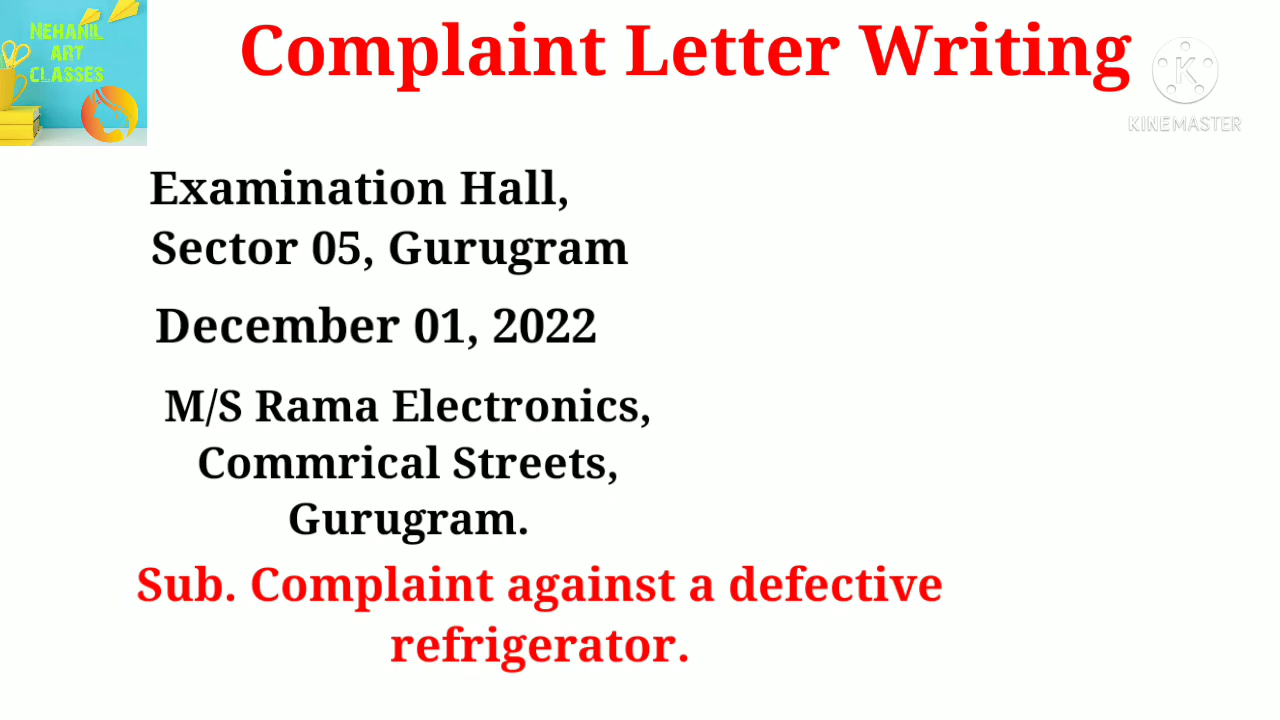 NEHANIL
ART
CLASSES
Complaint Letter Writing
K
KINEMASTER
Examination Hall,
Sector 05, Gurugram
December 01, 2022
M/S Rama Electronics,
Commrical Streets,
Gurugram.
Sub. Complaint against a defective
refrigerator.